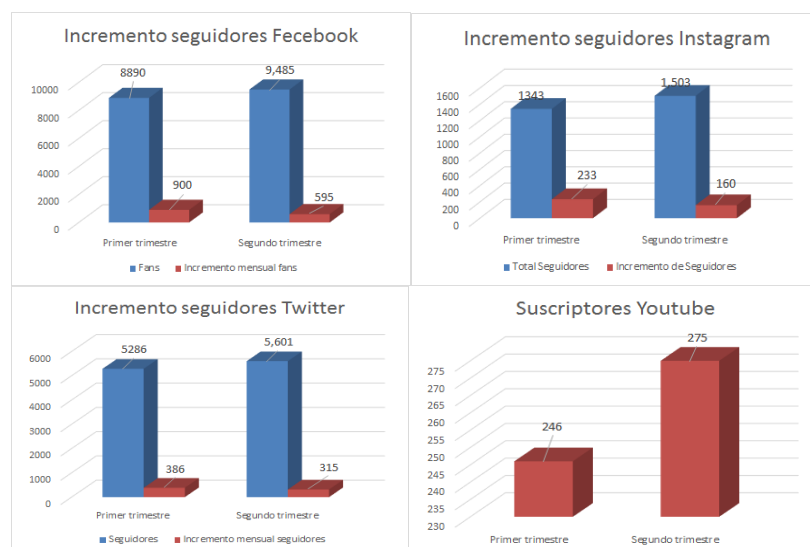 Incremento seguidores Fecebook
8890
9,485
10000
8000
6000
4000
2000
0
900
595
Primer trimestre
Segundo trimestre
Fans
Incremento mensual fans
Incremento seguidores Instagram
1343
1,503
1600
1400
1200
1000
800
600
400
200
0
233
160
Primer trimestre
Segundo trimestre
Total Seguidores
Incremento de Seguidores
Incremento seguidores Twitter
5286
5,601
6000
5000
4000
3000
2000
1000
0
386
315
Primer trimestre
Segundo trimestre
Seguidores
Incremento mensual seguidores
Suscriptores Youtube
275
246
275
270
265
260
255
250
245
240
235
230
Primer trimestre
Segundo trimestre